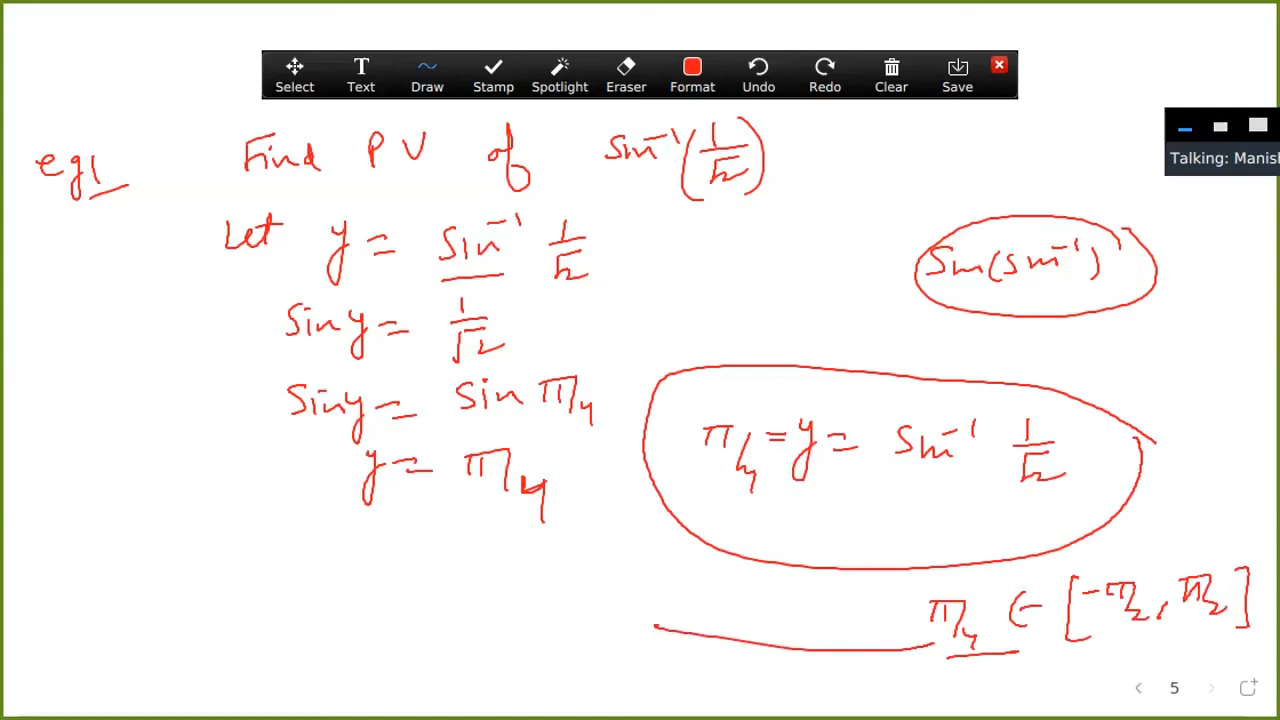 Select Text Draw Stamp Spotlight Eraser Format Undo Redo Clear Save
Talking: Manish
eg1 Find PV of sin⁻¹(1/√2)
Let y = sin⁻¹ 1/√2
sin(sin⁻¹)
Sin y = 1/√2
Sin y = sin π/4
y = π/4
π/4 = y = sin⁻¹ 1/√2
π/4 ∈ [-π/2, π/2]
5